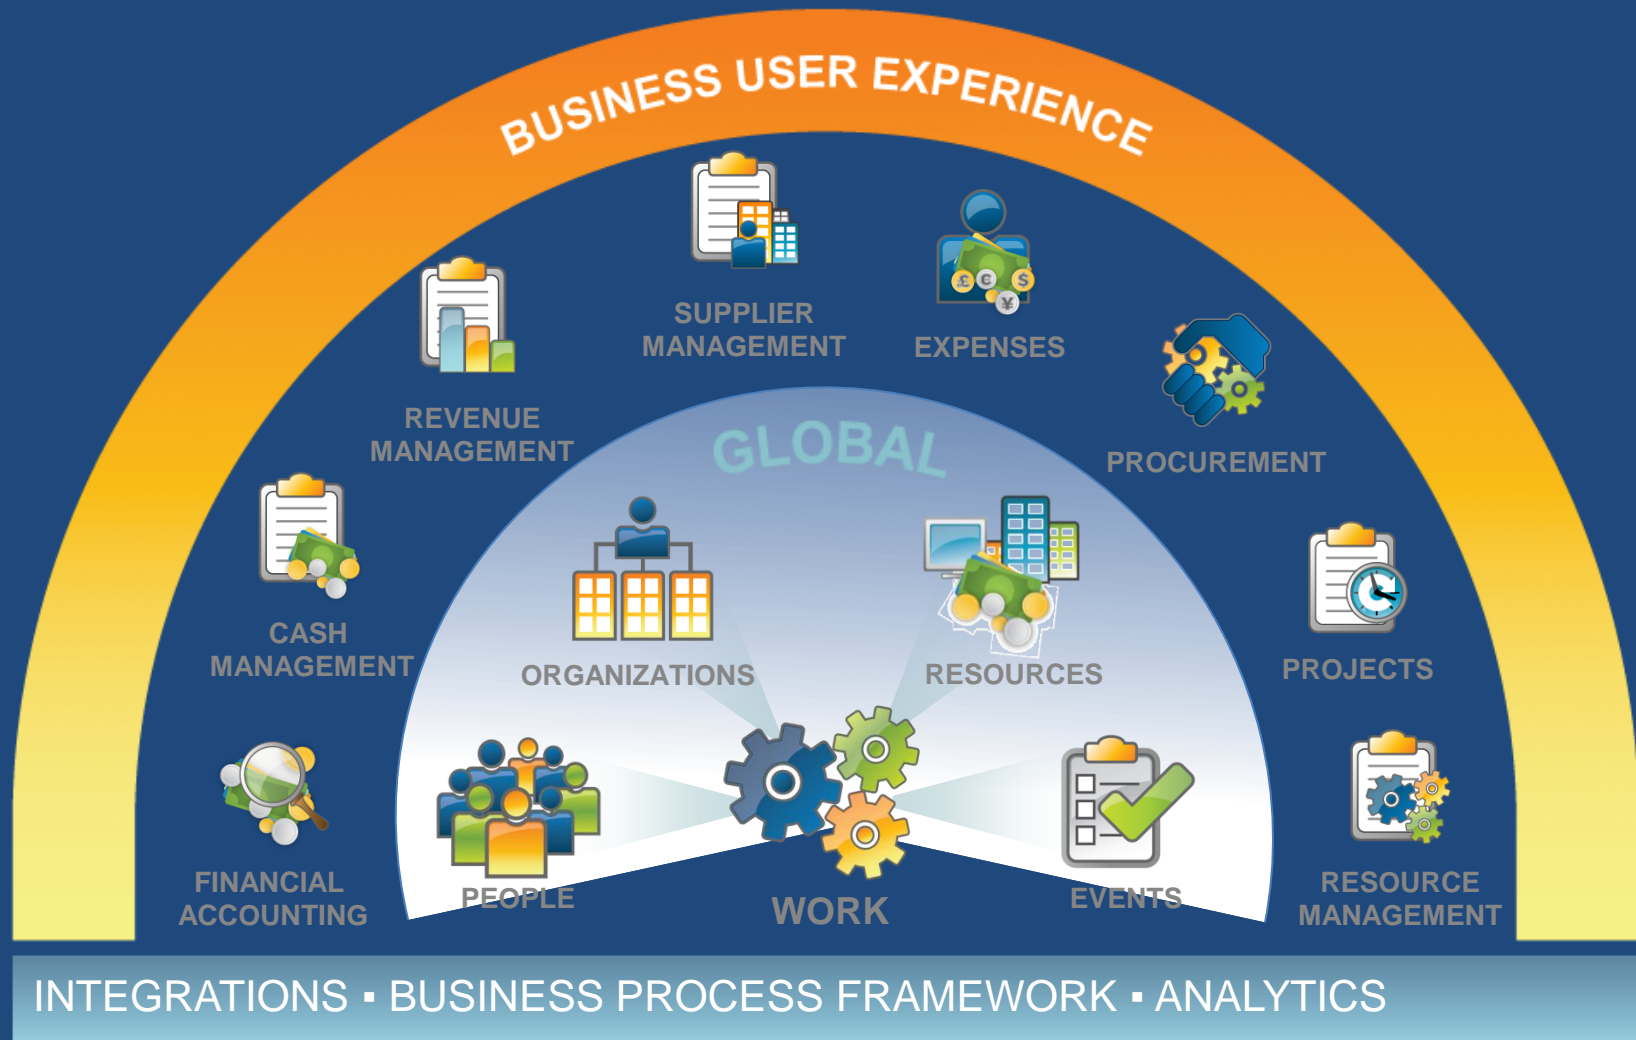 BUSINESS USER EXPERIENCE
SUPPLIER
MANAGEMENT
EXPENSES
£ € $
¥
REVENUE
MANAGEMENT
PROCUREMENT
GLOBAL
CASH
MANAGEMENT
ORGANIZATIONS
RESOURCES
PROJECTS
FINANCIAL
ACCOUNTING
PEOPLE
WORK
EVENTS
RESOURCE
MANAGEMENT
INTEGRATIONS ▪ BUSINESS PROCESS FRAMEWORK ▪ ANALYTICS